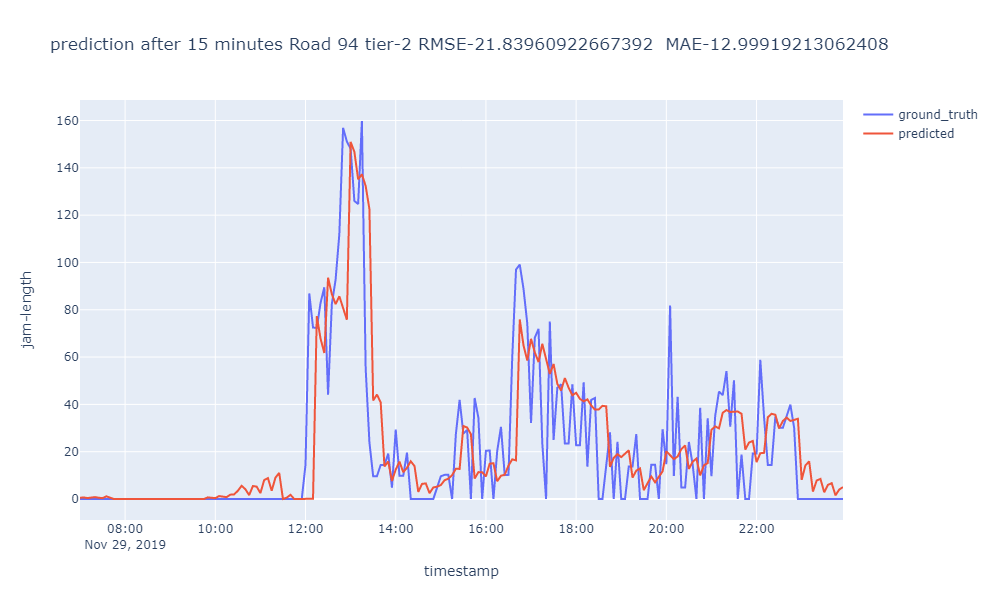 prediction after 15 minutes Road 94 tier-2 RMSE-21.83960922667392 MAE-12.99919213062408
ground_truth
predicted
160
140
120
100
80
60
40
20
0
jam-length
08:00 10:00 12:00 14:00 16:00 18:00 20:00 22:00
Nov 29, 2019
timestamp